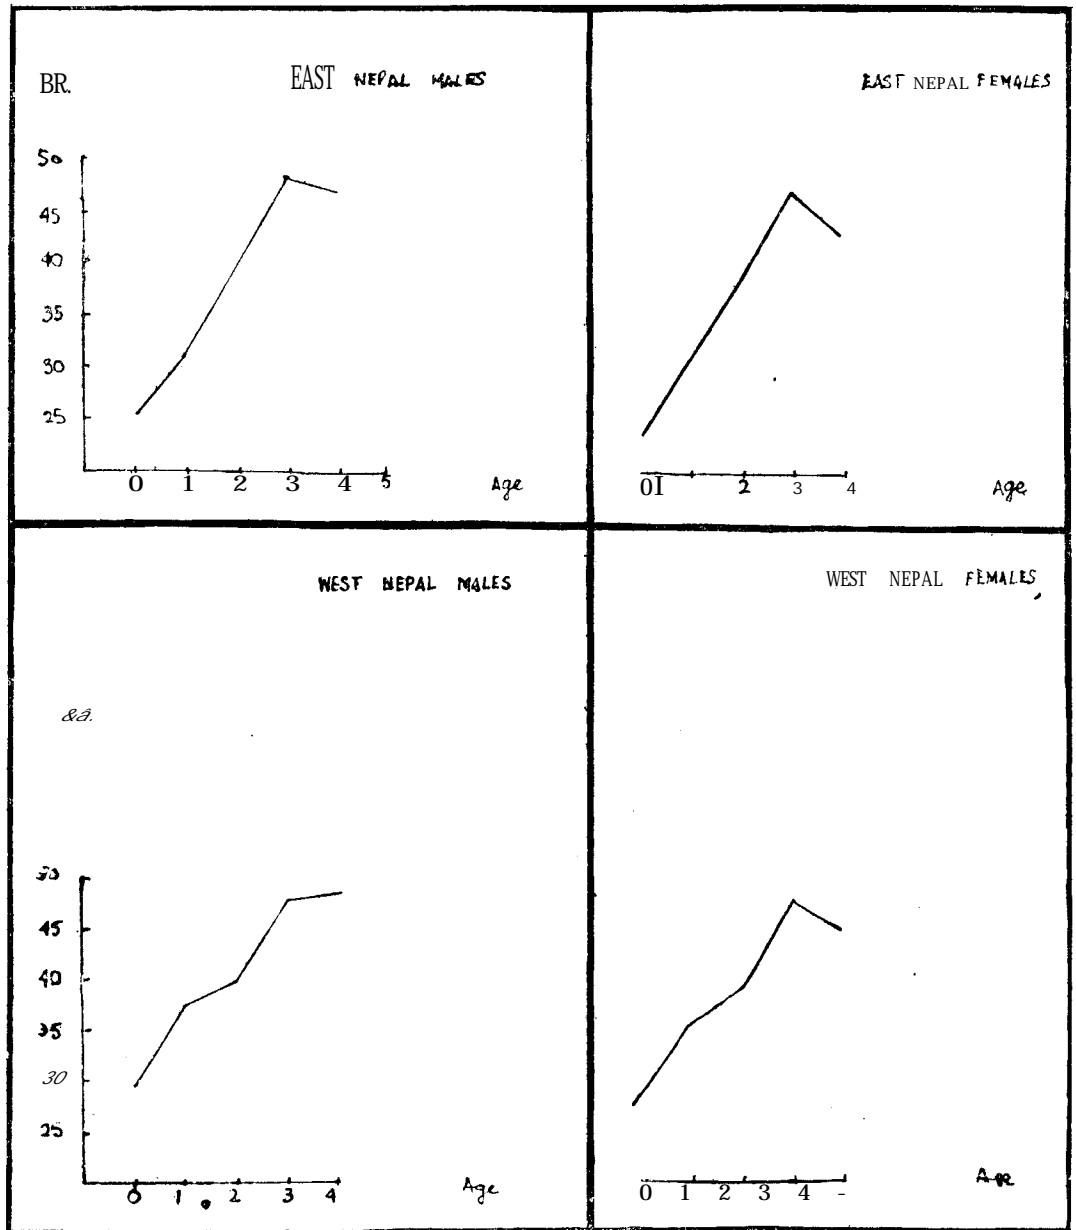 BR.
EAST NEPAL MALES
50
45
40
35
30
25
0 1 2 3 4 5 Age
EAST NEPAL FEMALES
0I 2 3 4 Age
WEST NEPAL MALES
&â.
50
45
40
35
30
25
0 1 2 3 4 Age
WEST NEPAL FEMALES
0 1 2 3 4 - Age